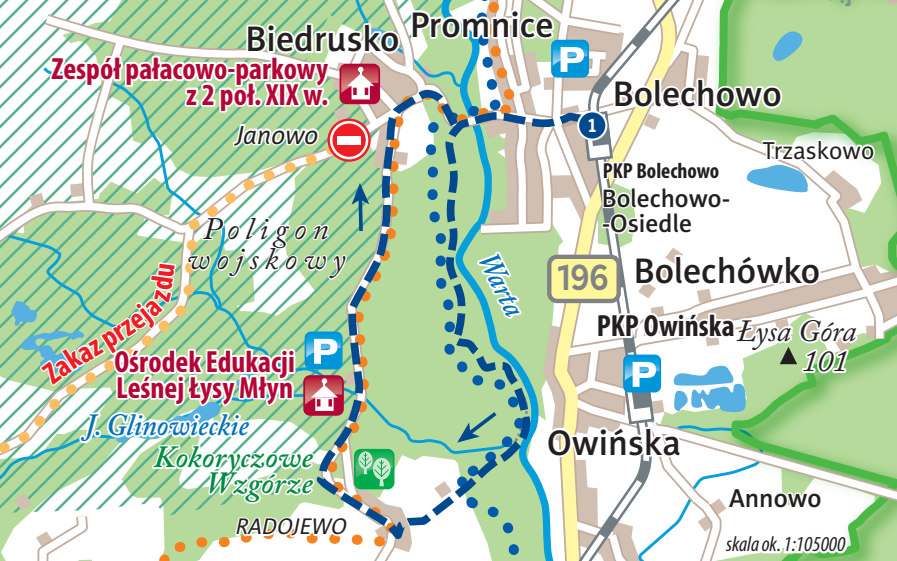 Promnice
Biedrusko
P
Zespół pałacowo-parkowy
z 2 poł. XIX w.
Bolechowo
1
Janowo
Trzaskowo
PKP Bolechowo
Bolechowo-
-Osiedle
Poligon
wojskowy
Warta
196
Bolechówko
Zakaz przejazdu
PKP Owińska
Łysa Góra
101
P
Ośrodek Edukacji
Leśnej Łysy Młyn
P
J. Glinowieckie
Owińska
Kokoryczowe
Wzgórze
RADOJEWO
Annowo
skala ok. 1:105000